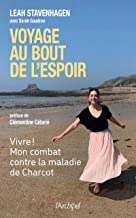 LEAH STAVENHAGEN
avec Sarah Gaudron
VOYAGE
AU BOUT
DE L'ESPOIR
préface de
Clémentine Célarié
Vivre !
Mon combat
contre la maladie
de Charcot
L'Archipel